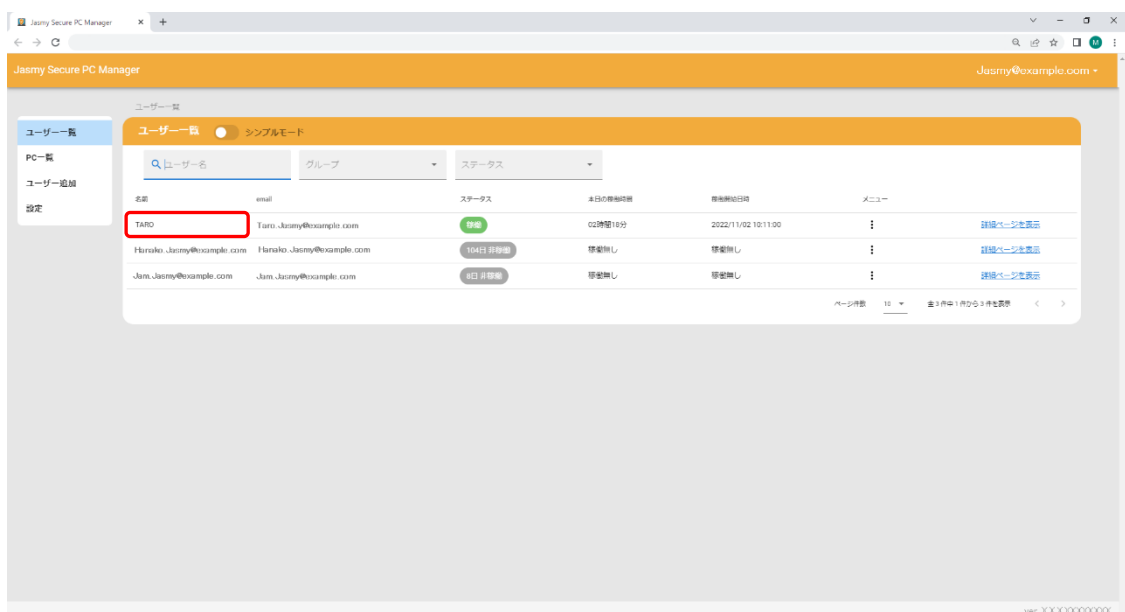 Jasmy Secure PC Manager
M
Jasmy Secure PC Manager
Jasmy@example.com
ユーザー一覧
ユーザー一覧
PC一覧
ユーザー追加
設定
ユーザー一覧 シンプルモード
ユーザー名 グループ ステータス
名前 email ステータス 本日の稼働時間 稼働開始日時 メニュー
TARO Taro.Jasmy@example.com 稼働 02時間18分 2022/11/02 10:11:00 詳細ページを表示
Hanako.Jasmy@example.com Hanako.Jasmy@example.com 104日 非稼働 稼働無し 稼働無し 詳細ページを表示
Jam.Jasmy@example.com Jam.Jasmy@example.com 8日 非稼働 稼働無し 稼働無し 詳細ページを表示
ページ件数 10 全3件中1件から3件を表示